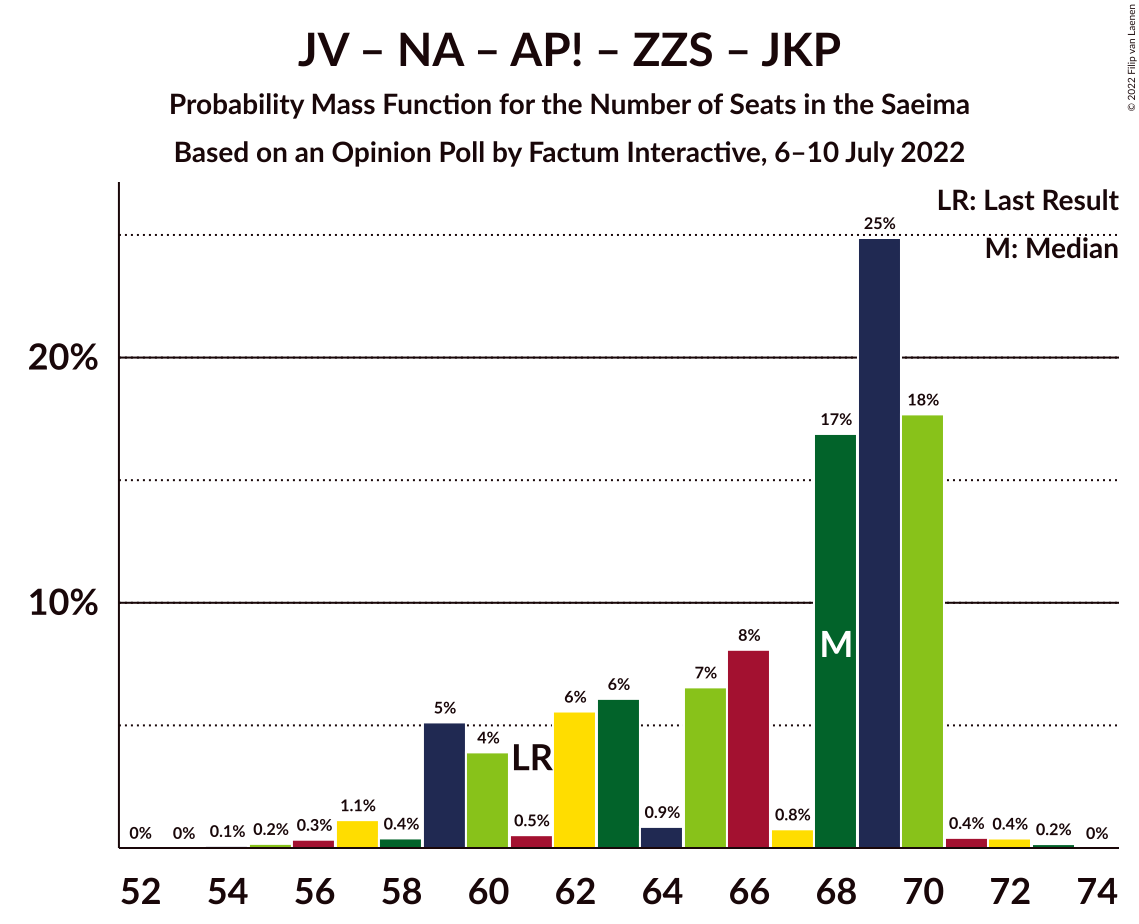 JV – NA – AP! – ZZS – JKP
Probability Mass Function for the Number of Seats in the Saeima
Based on an Opinion Poll by Factum Interactive, 6–10 July 2022
© 2022 Filip van Laenen
LR: Last Result
M: Median
20%
10%
0%
0%
0.1%
0.2%
0.3%
1.1%
0.4%
5%
4%
LR
0.5%
6%
6%
0.9%
7%
8%
0.8%
17%
M
25%
18%
0.4%
0.4%
0.2%
0%
52 54 56 58 60 62 64 66 68 70 72 74